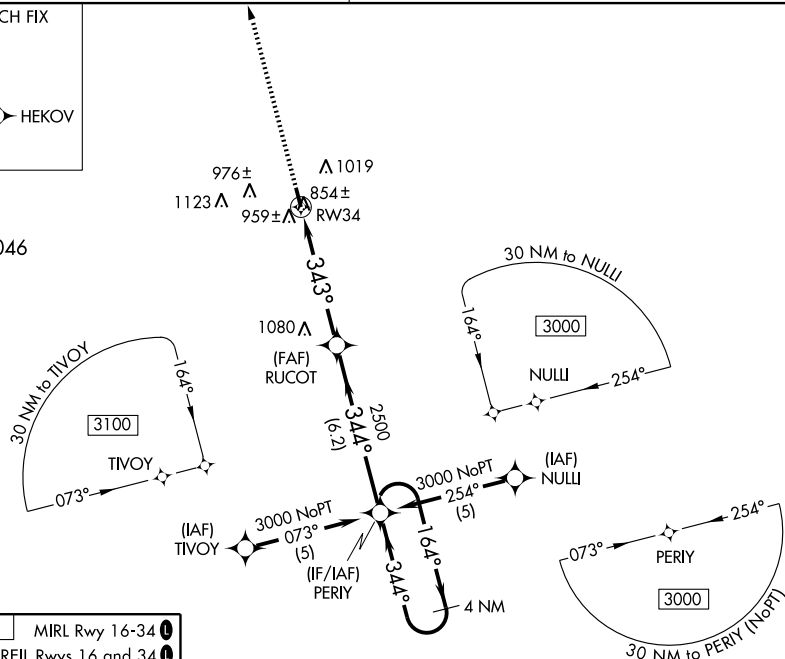 CH FIX
HEKOV
046
976±
1019
1123
854±
959±
RW34
343°
1080
(FAF)
RUCOT
344°
2500
(6.2)
30 NM to NULLI
164°
3000
NULLI
254°
30 NM to TIVOY
164°
3100
TIVOY
073°
(IAF)
NULLI
3000 NoPT
254°
(5)
(IAF)
TIVOY
3000 NoPT
073°
(5)
(IF/IAF)
PERIY
344°
164°
4 NM
254°
073°
PERIY
3000
30 NM to PERIY (NoPT)
MIRL Rwy 16-34 L
REIL Rwys 16 and 34 L